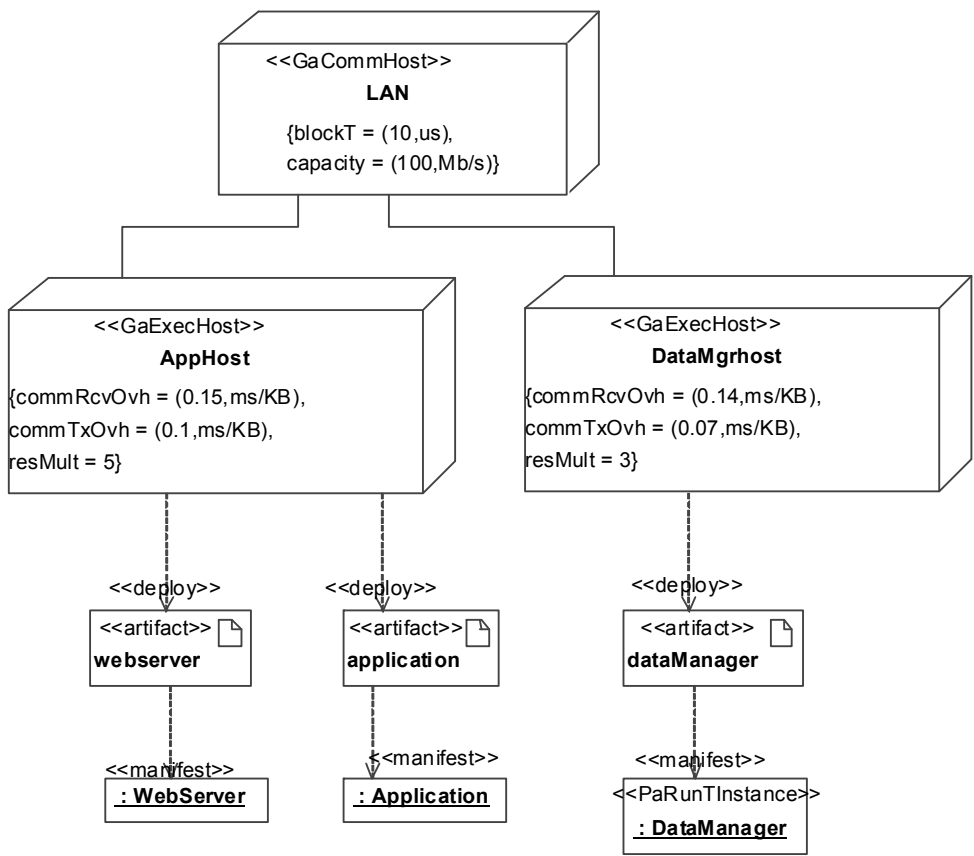 <<GaCommHost>>
LAN
{blockT = (10,us),
capacity = (100,Mb/s)}
<<GaExecHost>>
AppHost
{commRcvOvh = (0.15,ms/KB),
commTxOvh = (0.1,ms/KB),
resMult = 5}
<<GaExecHost>>
DataMgrhost
{commRcvOvh = (0.14,ms/KB),
commTxOvh = (0.07,ms/KB),
resMult = 3}
<<deploy>>
<<deploy>>
<<deploy>>
<<artifact>>
webserver
<<artifact>>
application
<<artifact>>
dataManager
<<manifest>>
<<manifest>>
<<manifest>>
: WebServer
: Application
<<PaRunTInstance>>
: DataManager